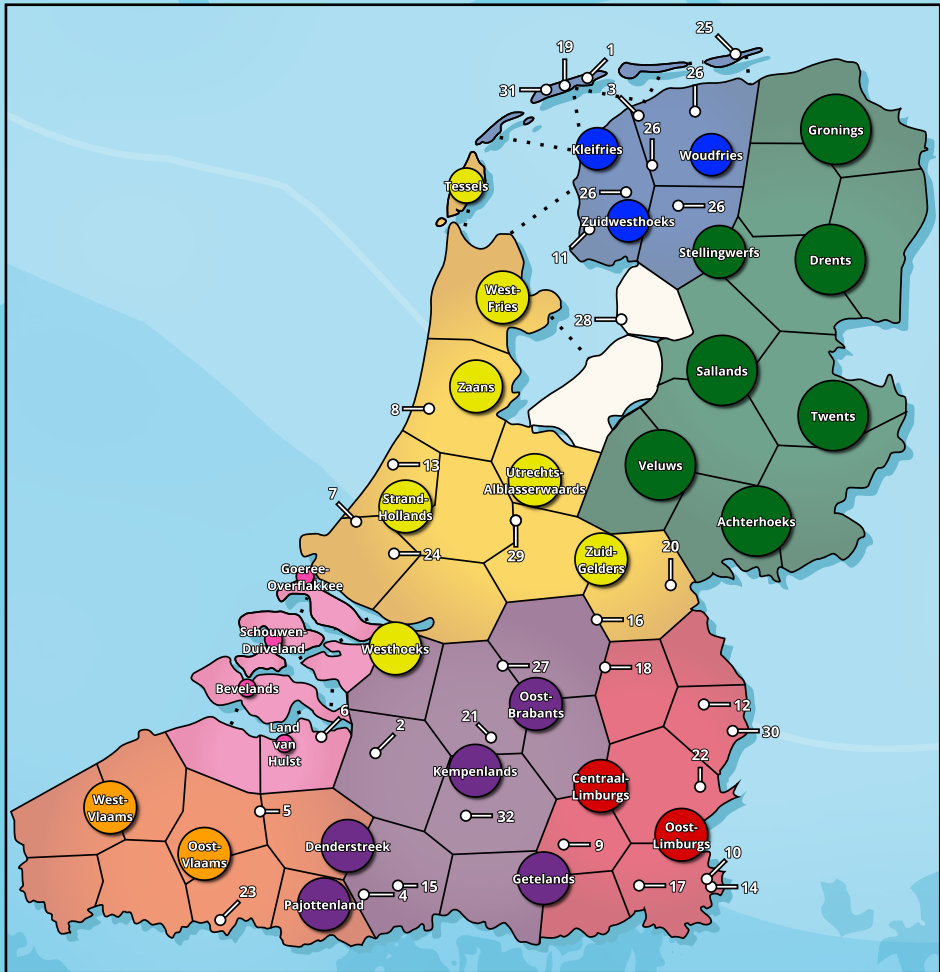 25
19
1
31
26
3
Gronings
26
Kleifries
Woudfries
Tessels
26
26
Zuidwesthoeks
Stellingwerfs
11
Drents
West-
Fries
28
Sallands
Zaans
8
Twents
13
Veluws
Utrechts-
Alblasserwaards
7
Strand-
Hollands
Achterhoeks
24
29
Zuid-
Gelders
20
Goeree-
Overflakkee
16
Schouwen-
Duiveland
Westhoeks
27
18
Bevelands
Oost-
Brabants
12
6
2
21
30
Land
van
Hulst
22
Kempenlands
Centraal-
Limburgs
West-
Vlaams
5
32
Oost-
Limburgs
Denderstreek
9
Oost-
Vlaams
10
Getelands
15
4
17
14
23
Pajottenland